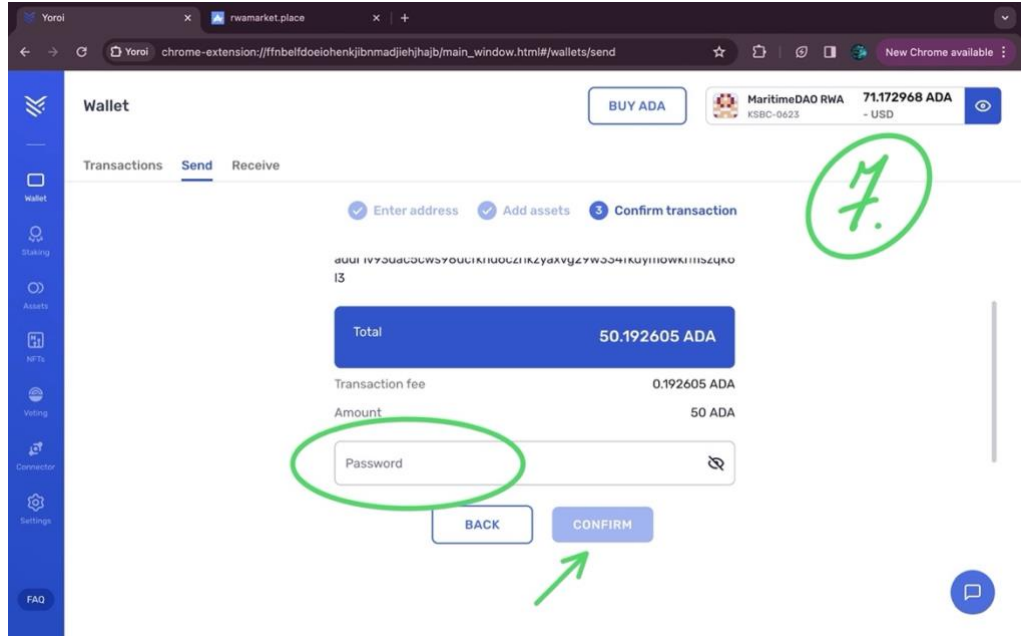 Yoroi
rwamarket.place
Yoroi chrome-extension://ffnbelfdoeiohenkjibnmadjiehjhajb/main_window.html#/wallets/send
New Chrome available
Wallet
BUY ADA
MaritimeDAO RWA 71.172968 ADA
KSBC-0623 - USD
Transactions Send Receive
7.
Wallet
Enter address Add assets 3 Confirm transaction
Staking
l3
Assets
Total 50.192605 ADA
NFTs
Transaction fee 0.192605 ADA
Voting
Amount 50 ADA
Connector
Password
Settings
BACK CONFIRM
FAQ